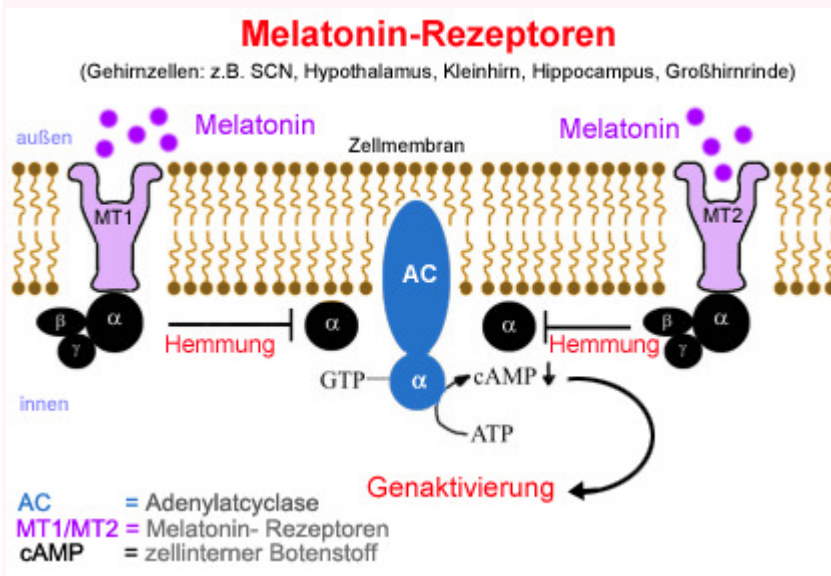 Melatonin-Rezeptoren
(Gehirnzellen: z.B. SCN, Hypothalamus, Kleinhirn, Hippocampus, Großhirnrinde)
außen
Melatonin
Zellmembran
Melatonin
MT1
MT2
AC
β
α
γ
Hemmung
α
α
Hemmung
β
α
γ
GTP
α
cAMP
innen
ATP
Genaktivierung
AC = Adenylatcyclase
MT1/MT2 = Melatonin- Rezeptoren
cAMP = zellinterner Botenstoff